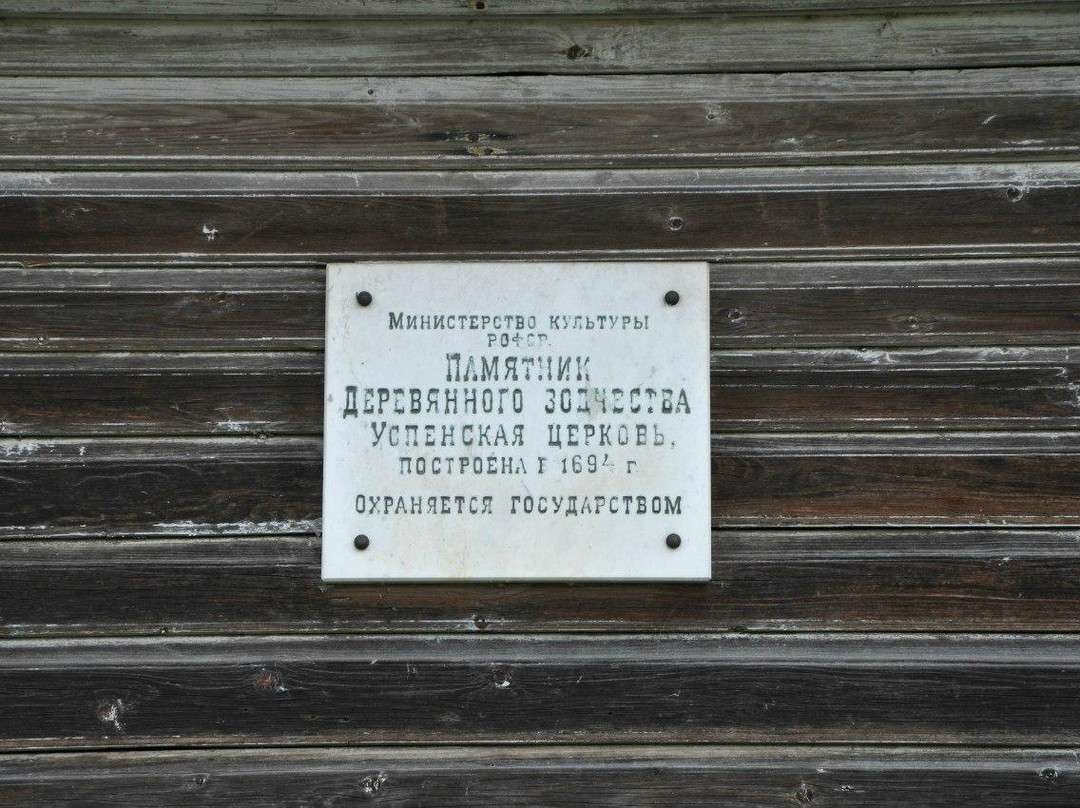 Министерство культуры
РСФСР.
Памятник
Деревянного зодчества
Успенская церковь,
построена в 1694 г
Охраняется государством